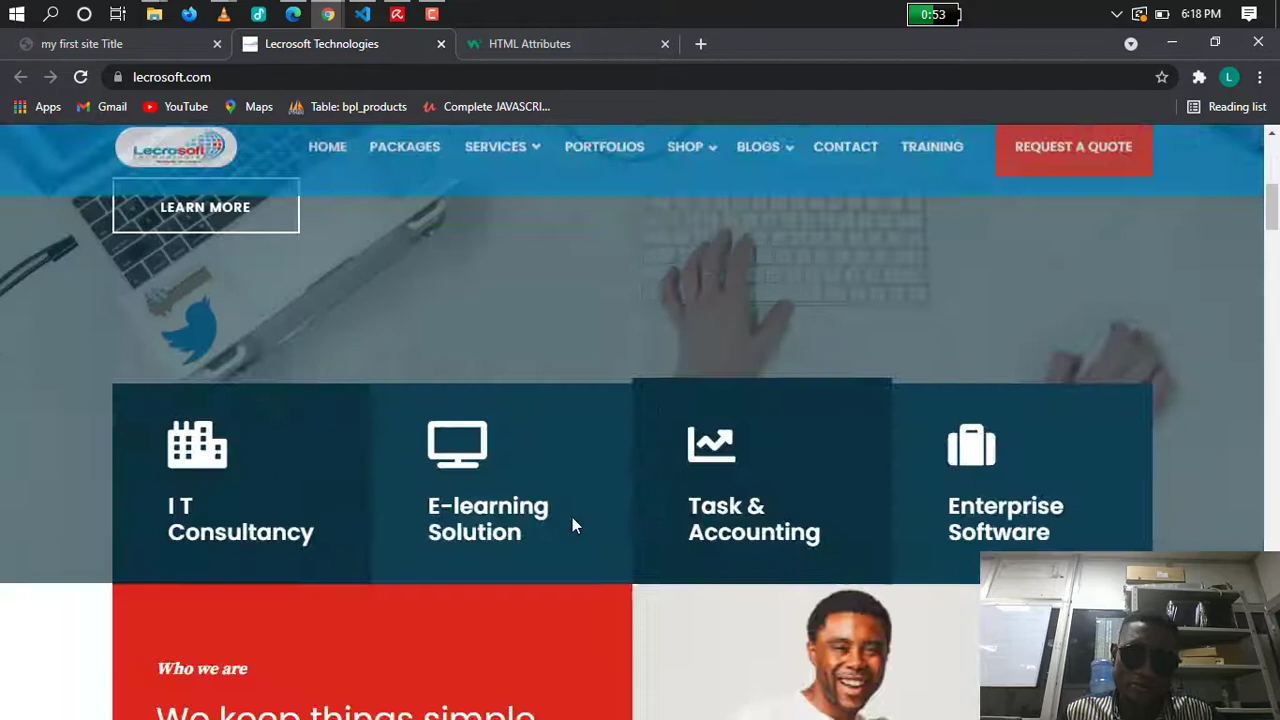 0:53
6:18 PM
my first site Title
Lecrosoft Technologies
HTML Attributes
lecrosoft.com
L
Apps
Gmail
YouTube
Maps
Table: bpl_products
Complete JAVASCRI...
Reading list
Lecrosoft
HOME
PACKAGES
SERVICES
PORTFOLIOS
SHOP
BLOGS
CONTACT
TRAINING
REQUEST A QUOTE
LEARN MORE
I T
Consultancy
E-learning
Solution
Task &
Accounting
Enterprise
Software
Who we are
We keep things simple